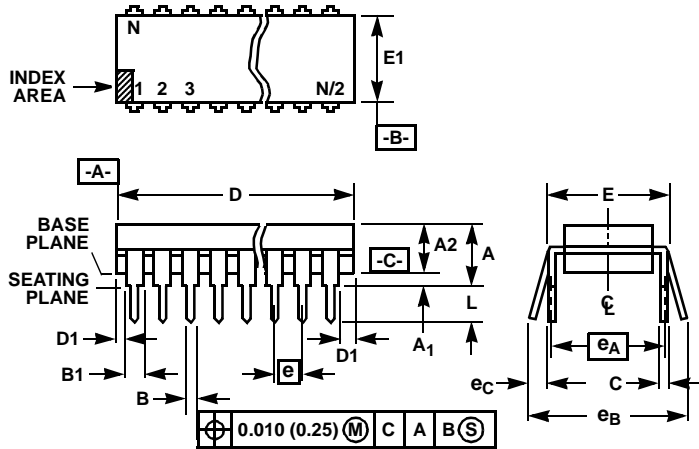 N
E1
INDEX
AREA
1 2 3 N/2
-B-
-A-
D
E
BASE
PLANE
A2
A
-C-
SEATING
PLANE
L
C
L
D1
D1
A1
eA
B1
e
eC
C
B
eB
0.010 (0.25) M C A B S